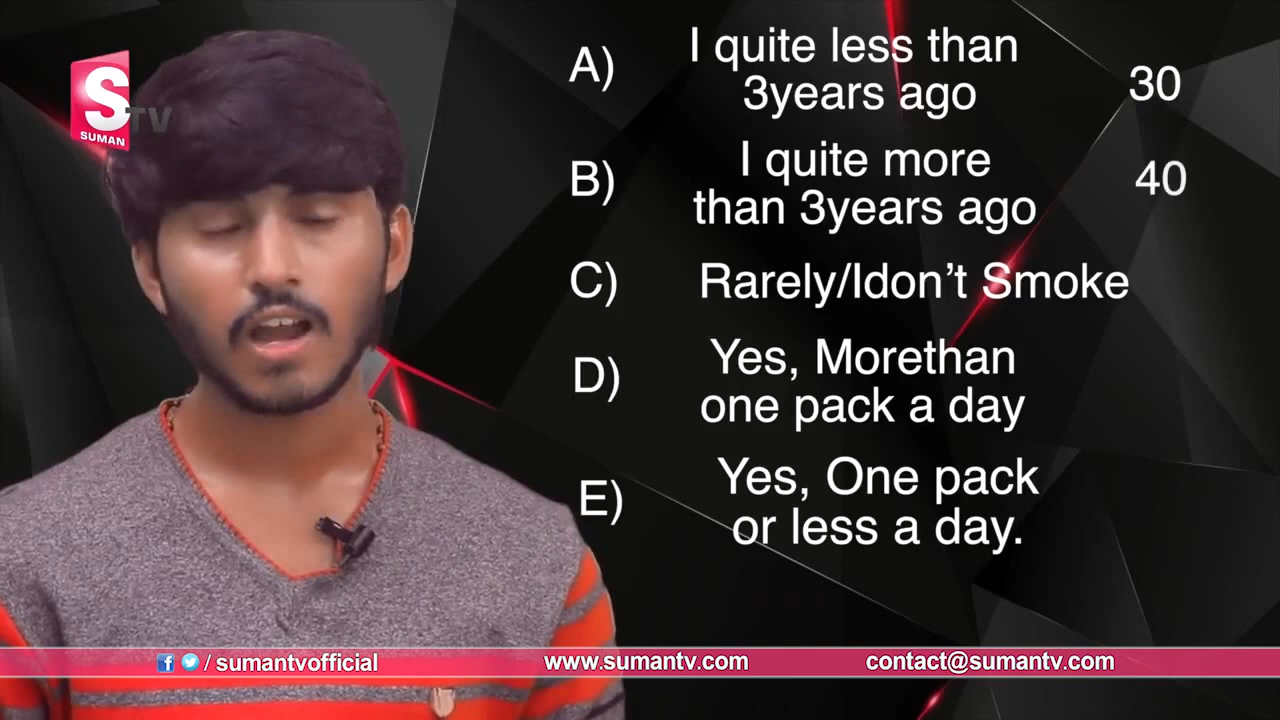 S
TV
SUMAN
A) I quite less than
3years ago 30
B) I quite more
than 3years ago 40
C) Rarely/Idon't Smoke
D) Yes, Morethan
one pack a day
E) Yes, One pack
or less a day.
f / sumantvofficial www.sumantv.com contact@sumantv.com